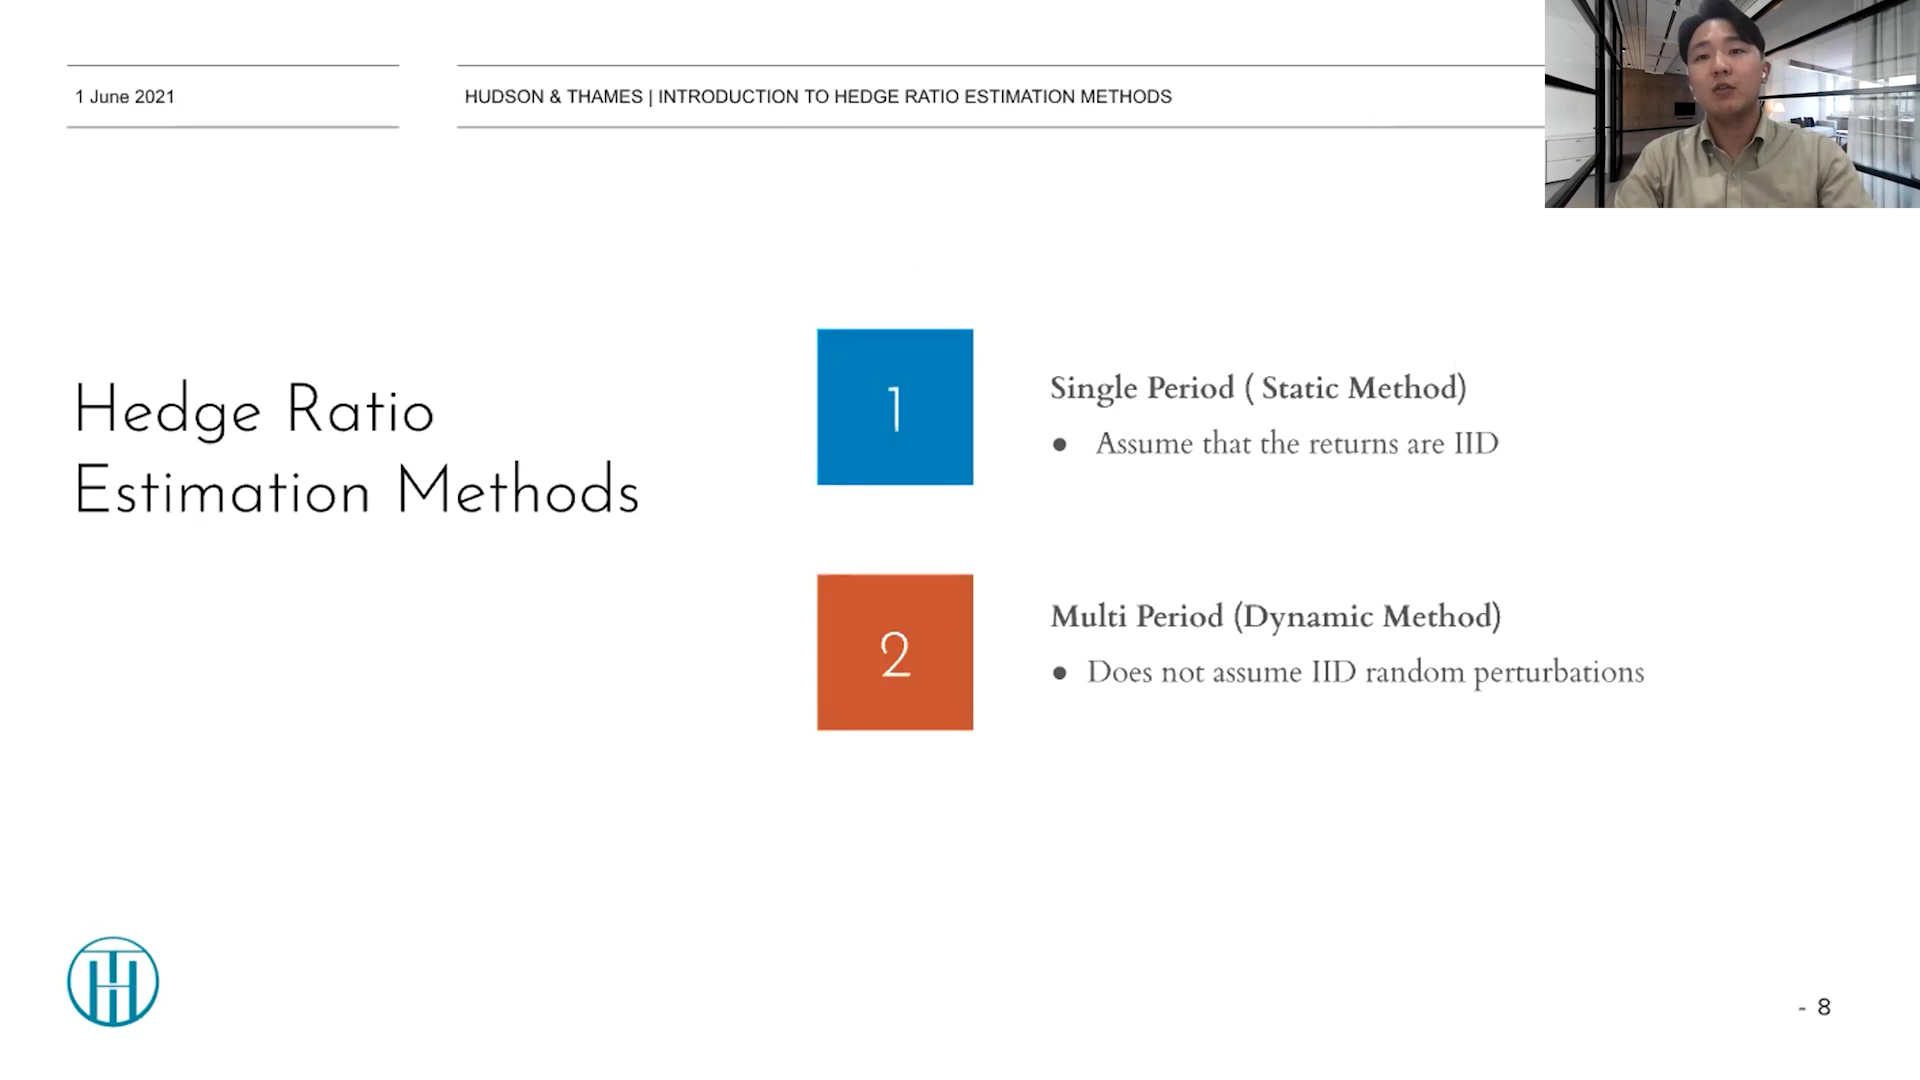 1 June 2021
HUDSON & THAMES | INTRODUCTION TO HEDGE RATIO ESTIMATION METHODS
Hedge Ratio
Estimation Methods
1
Single Period ( Static Method)
● Assume that the returns are IID
2
Multi Period (Dynamic Method)
● Does not assume IID random perturbations
HT
- 8